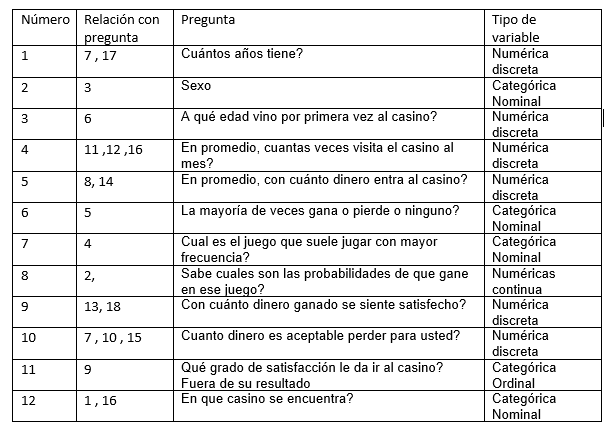 Número Relación con pregunta Pregunta Tipo de variable
1 7 , 17 Cuántos años tiene? Numérica discreta
2 3 Sexo Categórica Nominal
3 6 A qué edad vino por primera vez al casino? Numérica discreta
4 11 ,12 ,16 En promedio, cuantas veces visita el casino al mes? Numérica discreta
5 8, 14 En promedio, con cuánto dinero entra al casino? Numérica discreta
6 5 La mayoría de veces gana o pierde o ninguno? Categórica Nominal
7 4 Cual es el juego que suele jugar con mayor frecuencia? Categórica Nominal
8 2, Sabe cuales son las probabilidades de que gane en ese juego? Numéricas continua
9 13, 18 Con cuánto dinero ganado se siente satisfecho? Numérica discreta
10 7 , 10 , 15 Cuanto dinero es aceptable perder para usted? Numérica discreta
11 9 Qué grado de satisfacción le da ir al casino? Fuera de su resultado Categórica Ordinal
12 1 , 16 En que casino se encuentra? Categórica Nominal